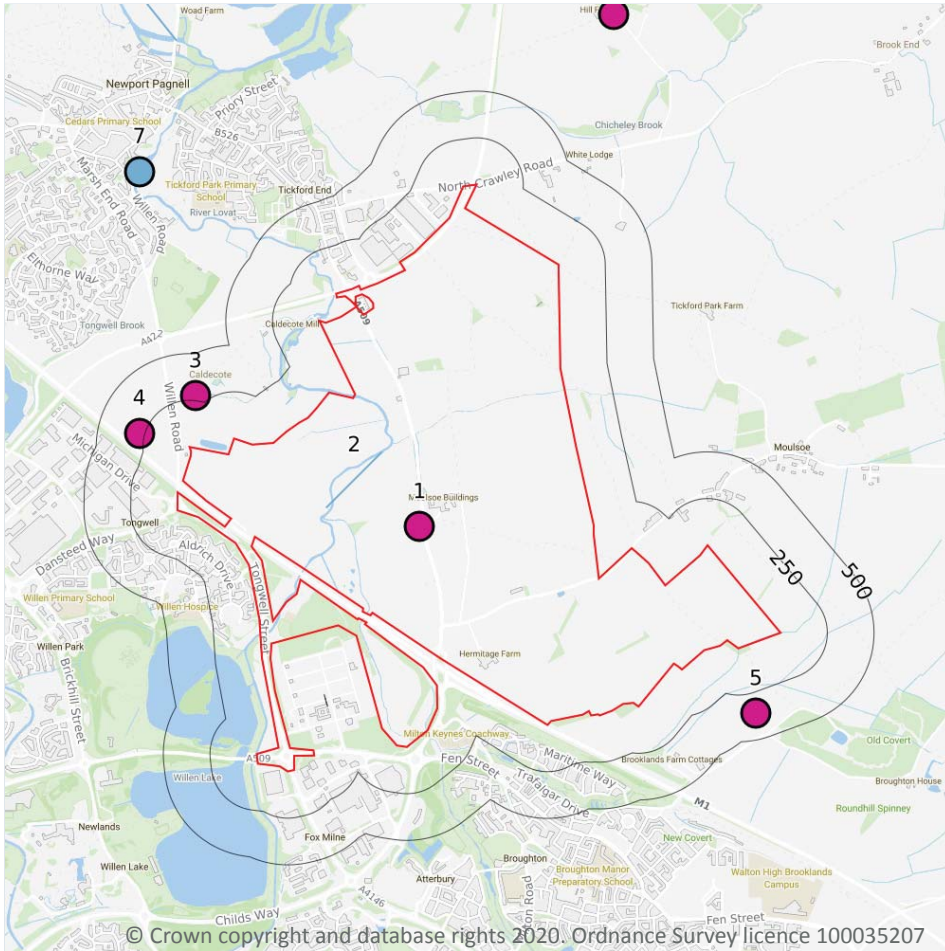 Woad Farm
Hill F
Brook End
Newport Pagnell
Priory Street
Cedars Primary School
B526
Chicheley Brook
7
White Lodge
Marsh End Road
Tickford Park Primary
School
Tickford End
North Crawley Road
River Lovat
Willen Road
Elthorne Way
Tickford Park Farm
A509
Tongwell Brook
A422
Caldecote Mill
3
Caldecote
4
Willen Road
Michigan Drive
2
Moulsoe
1
Moulsoe Buildings
Tongwell
Dansteed Way
Aldrich Drive
250
500
Tongwell Street
Willen Primary School
Willen Hospice
Willen Park
Hermitage Farm
Brickhill Street
5
Milton Keynes Coachway
Old Covert
A509
Fen Street
Maritime Way
Brooklands Farm Cottages
Broughton House
Willen Lake
Trafalgar Drive
M1
Roundhill Spinney
Newlands
Fox Milne
New Covert
Willen Lake
Broughton
Broughton Manor
Preparatory School
Walton High Brooklands
Campus
Atterbury
A4146
Childs Way
ton Road
Fen Street
© Crown copyright and database rights 2020. Ordnance Survey licence 100035207